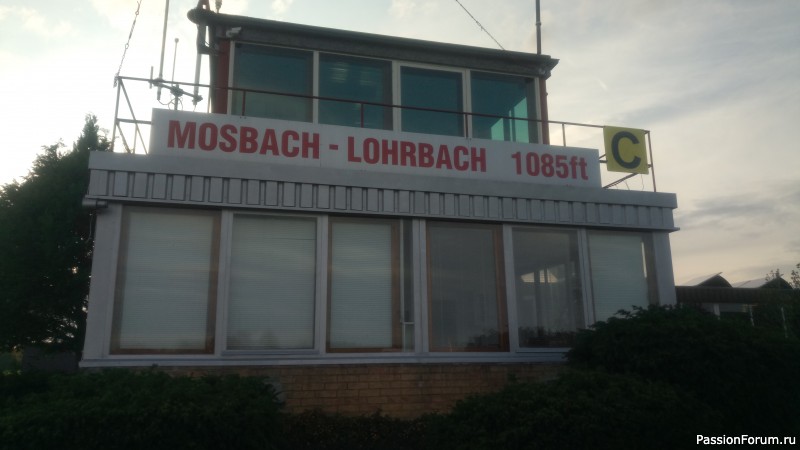 MOSBACH - LOHRBACH 1085ft
C
PassionForum.ru